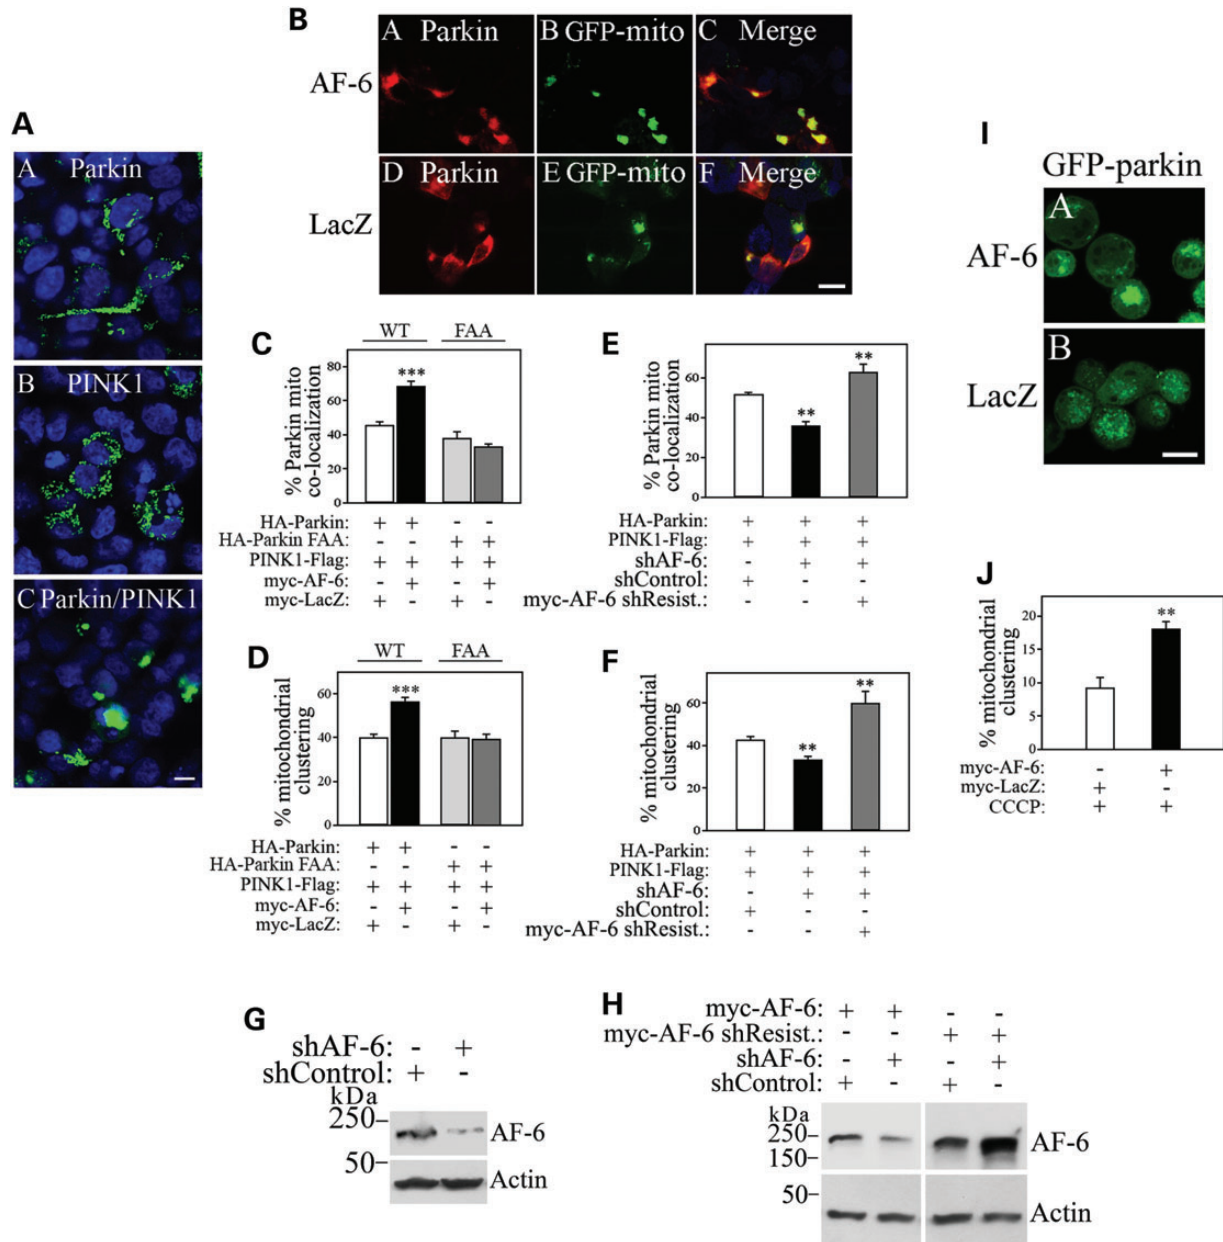 A
A Parkin
B PINK1
C Parkin/PINK1
B
A Parkin B GFP-mito C Merge
AF-6
D Parkin E GFP-mito F Merge
LacZ
C
WT FAA
% Parkin mito
co-localization
80
60
40
20
0
***
HA-Parkin: + + - -
HA-Parkin FAA: - - + +
PINK1-Flag: + + + +
myc-AF-6: - + - +
myc-LacZ: + - + -
D
WT FAA
% mitochondrial
clustering
60
40
20
0
***
HA-Parkin: + + - -
HA-Parkin FAA: - - + +
PINK1-Flag: + + + +
myc-AF-6: - + - +
myc-LacZ: + - + -
E
% Parkin mito
co-localization
60
40
20
0
** **
HA-Parkin: + + +
PINK1-Flag: + + +
shAF-6: - + +
shControl: + - -
myc-AF-6 shResist.: - - +
F
% mitochondrial
clustering
60
40
20
0
** **
HA-Parkin: + + +
PINK1-Flag: + + +
shAF-6: - + +
shControl: + - -
myc-AF-6 shResist.: - - +
G
shAF-6: - +
shControl: + -
kDa
250
AF-6
50
Actin
H
myc-AF-6: + + - -
myc-AF-6 shResist.: - - + +
shAF-6: - + - +
shControl: + - + -
kDa
250
150
AF-6
50
Actin
I
GFP-parkin
A
AF-6
B
LacZ
J
% mitochondrial
clustering
20
15
10
5
0
**
myc-AF-6: - +
myc-LacZ: + -
CCCP: + +